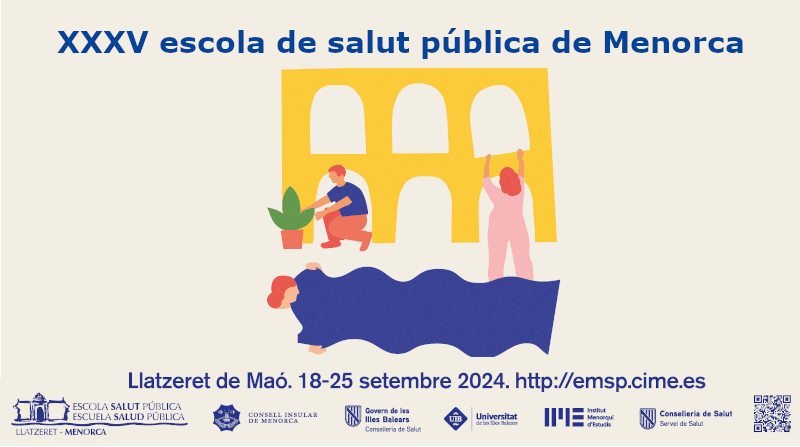 XXXV escola de salut pública de Menorca
Llatzeret de Maó. 18-25 setembre 2024. http://emsp.cime.es
ESCOLA SALUT PÚBLICA
ESCUELA SALUD PÚBLICA
LLATZERET - MENORCA
CONSELL INSULAR
DE MENORCA
Govern de les
Illes Balears
Conselleria de Salut
UIB
Universitat
de les Illes Balears
IME
Institut
Menorquí
d'Estudis
Conselleria de Salut
Servei de Salut